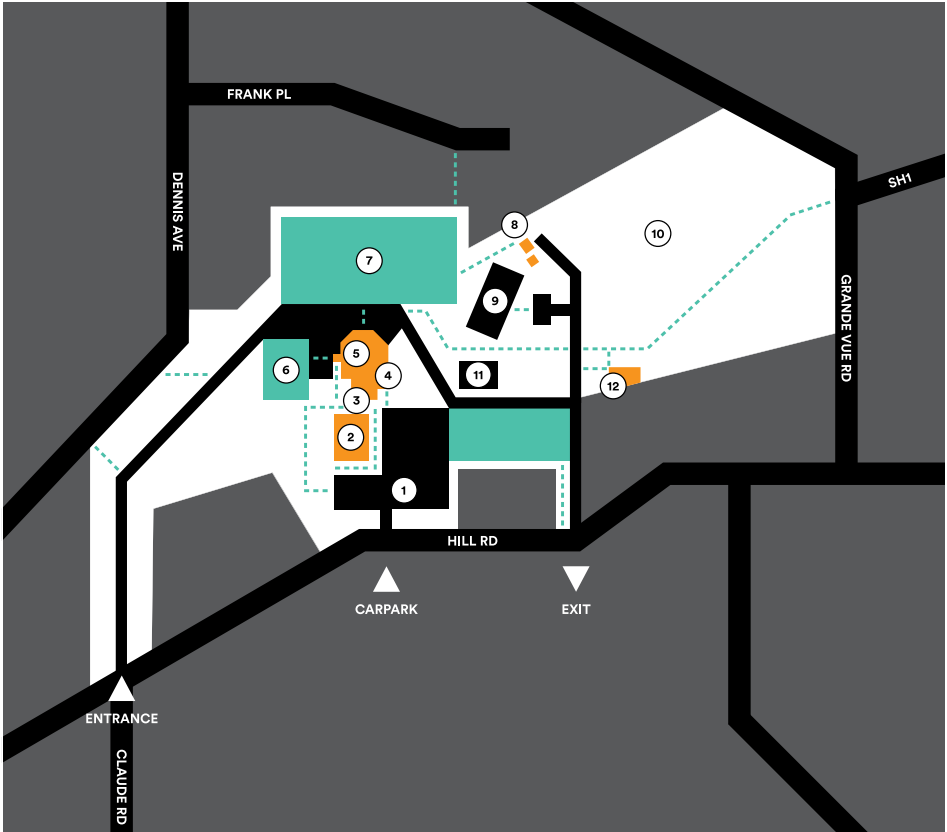 FRANK PL
DENNIS AVE
SH1
8
10
7
9
GRANDE VUE RD
5
6
4
11
12
3
2
1
HILL RD
CARPARK
EXIT
ENTRANCE
CLAUDE RD